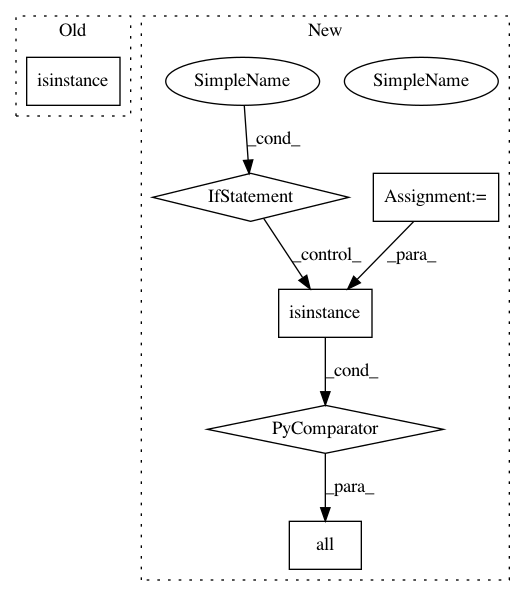 Old
New
isinstance
SimpleName
SimpleName
_cond_
IfStatement
Assignment:=
_control_
_para_
isinstance
_cond_
PyComparator
_para_
all